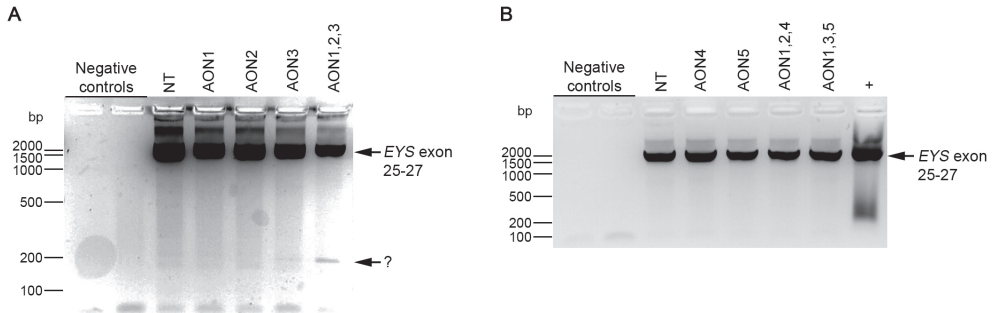 A
Negative
controls
NT
AON1
AON2
AON3
AON1,2,3
bp
2000
1500
1000
500
200
100
EYS exon
25-27
?
B
Negative
controls
NT
AON4
AON5
AON1,2,4
AON1,3,5
+
bp
2000
1500
1000
500
200
100
EYS exon
25-27